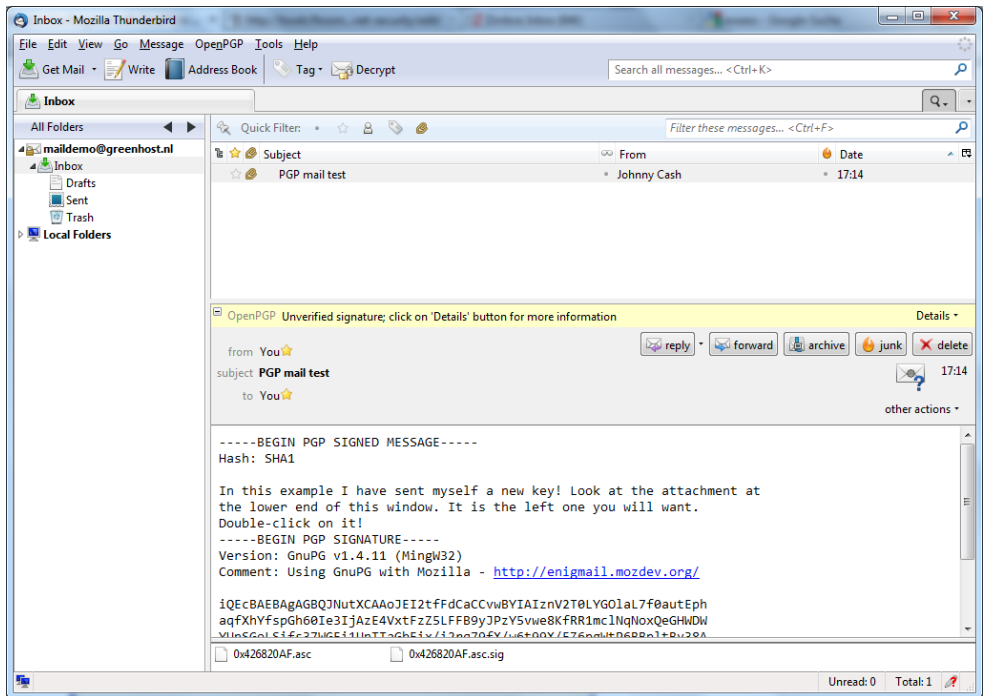 Inbox - Mozilla Thunderbird
File Edit View Go Message OpenPGP Tools Help
Get Mail Write Address Book Tag Decrypt Search all messages... <Ctrl+K>
Inbox
All Folders Quick Filter: Filter these messages... <Ctrl+F>
maildemo@greenhost.nl Subject From Date
Inbox PGP mail test Johnny Cash 17:14
Drafts
Sent
Trash
Local Folders
OpenPGP Unverified signature; click on 'Details' button for more information Details
from You reply forward archive junk delete
subject PGP mail test 17:14
to You
other actions
-----BEGIN PGP SIGNED MESSAGE-----
Hash: SHA1
In this example I have sent myself a new key! Look at the attachment at
the lower end of this window. It is the left one you will want.
Double-click on it!
-----BEGIN PGP SIGNATURE-----
Version: GnuPG v1.4.11 (MingW32)
Comment: Using GnuPG with Mozilla - http://enigmail.mozdev.org/
iQEcBAEBAgAGBQJNutXCAAoJEI2tfFdCaCCvwBYIAIznV2T0LYGOlaL7f0autEph
aqfXhYfspGh60Ie3IjAzE4VxtFzZ5LFFB9yJPzY5vwe8KfRR1mclNqNoxQeGHWDW
0x426820AF.asc 0x426820AF.asc.sig
Unread: 0 Total: 1